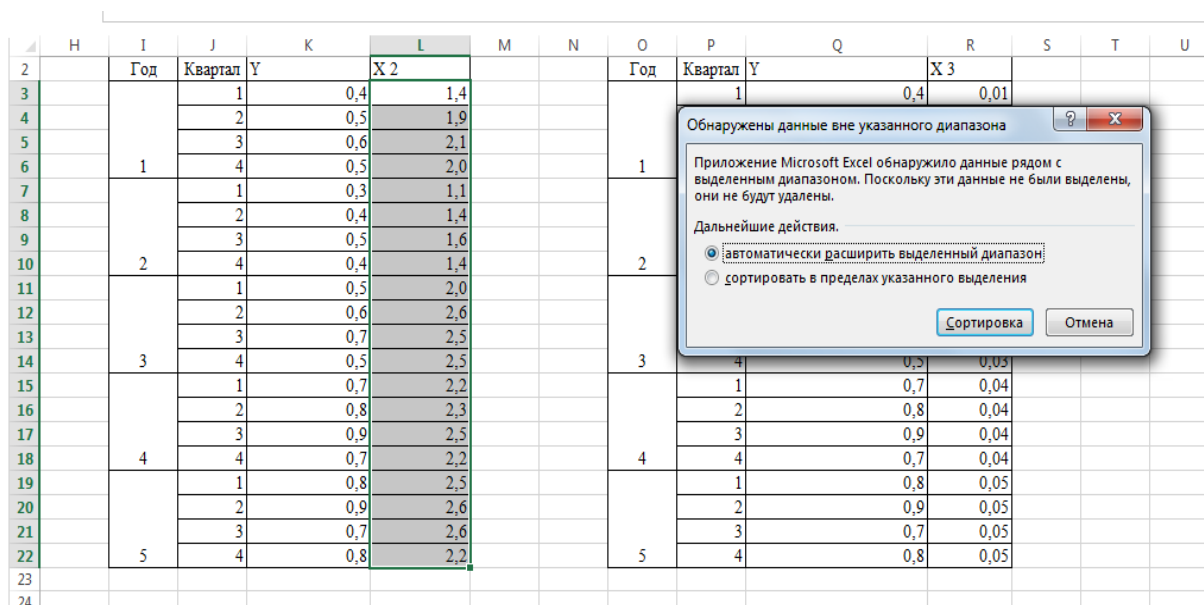 H I J K L M N O P Q R S T U
2 Год Квартал Y X 2 Год Квартал Y X 3
3 1 0,4 1,4 1 0,4 0,01
4 2 0,5 1,9
5 3 0,6 2,1
6 1 4 0,5 2,0 1
7 1 0,3 1,1
8 2 0,4 1,4
9 3 0,5 1,6
10 2 4 0,4 1,4 2
11 1 0,5 2,0
12 2 0,6 2,6
13 3 0,7 2,5
14 3 4 0,5 2,5 3 4 0,5 0,03
15 1 0,7 2,2 1 0,7 0,04
16 2 0,8 2,3 2 0,8 0,04
17 3 0,9 2,5 3 0,9 0,04
18 4 4 0,7 2,2 4 4 0,7 0,04
19 1 0,8 2,5 1 0,8 0,05
20 2 0,9 2,6 2 0,9 0,05
21 3 0,7 2,6 3 0,7 0,05
22 5 4 0,8 2,2 5 4 0,8 0,05
23
24
Обнаружены данные вне указанного диапазона
Приложение Microsoft Excel обнаружило данные рядом с
выделенным диапазоном. Поскольку эти данные не были выделены,
они не будут удалены.
Дальнейшие действия.
автоматически расширить выделенный диапазон
сортировать в пределах указанного выделения
Сортировка Отмена